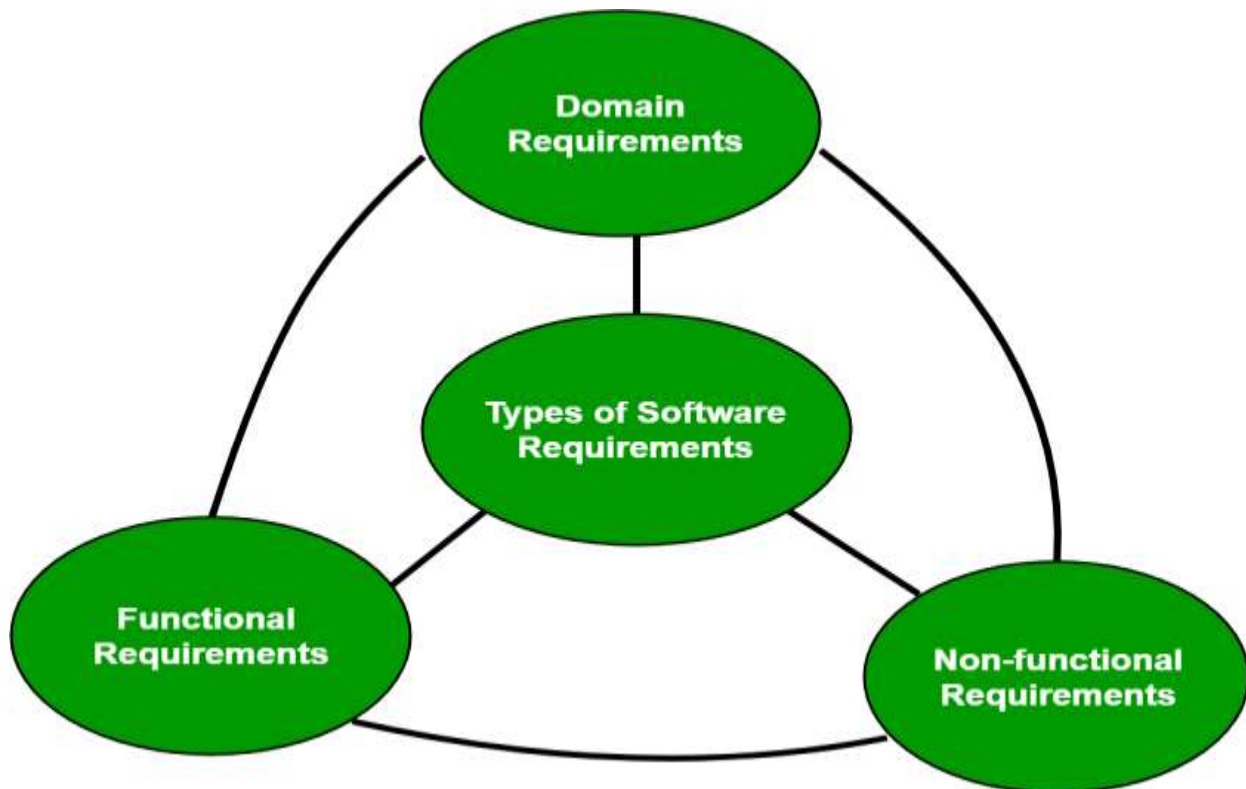 Domain
Requirements
Types of Software
Requirements
Functional
Requirements
Non-functional
Requirements